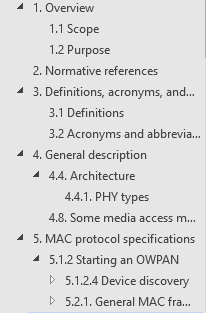 1. Overview
1.1 Scope
1.2 Purpose
2. Normative references
3. Definitions, acronyms, and...
3.1 Definitions
3.2 Acronyms and abbrevia...
4. General description
4.4. Architecture
4.4.1. PHY types
4.8. Some media access m...
5. MAC protocol specifications
5.1.2 Starting an OWPAN
5.1.2.4 Device discovery
5.2.1. General MAC fra...